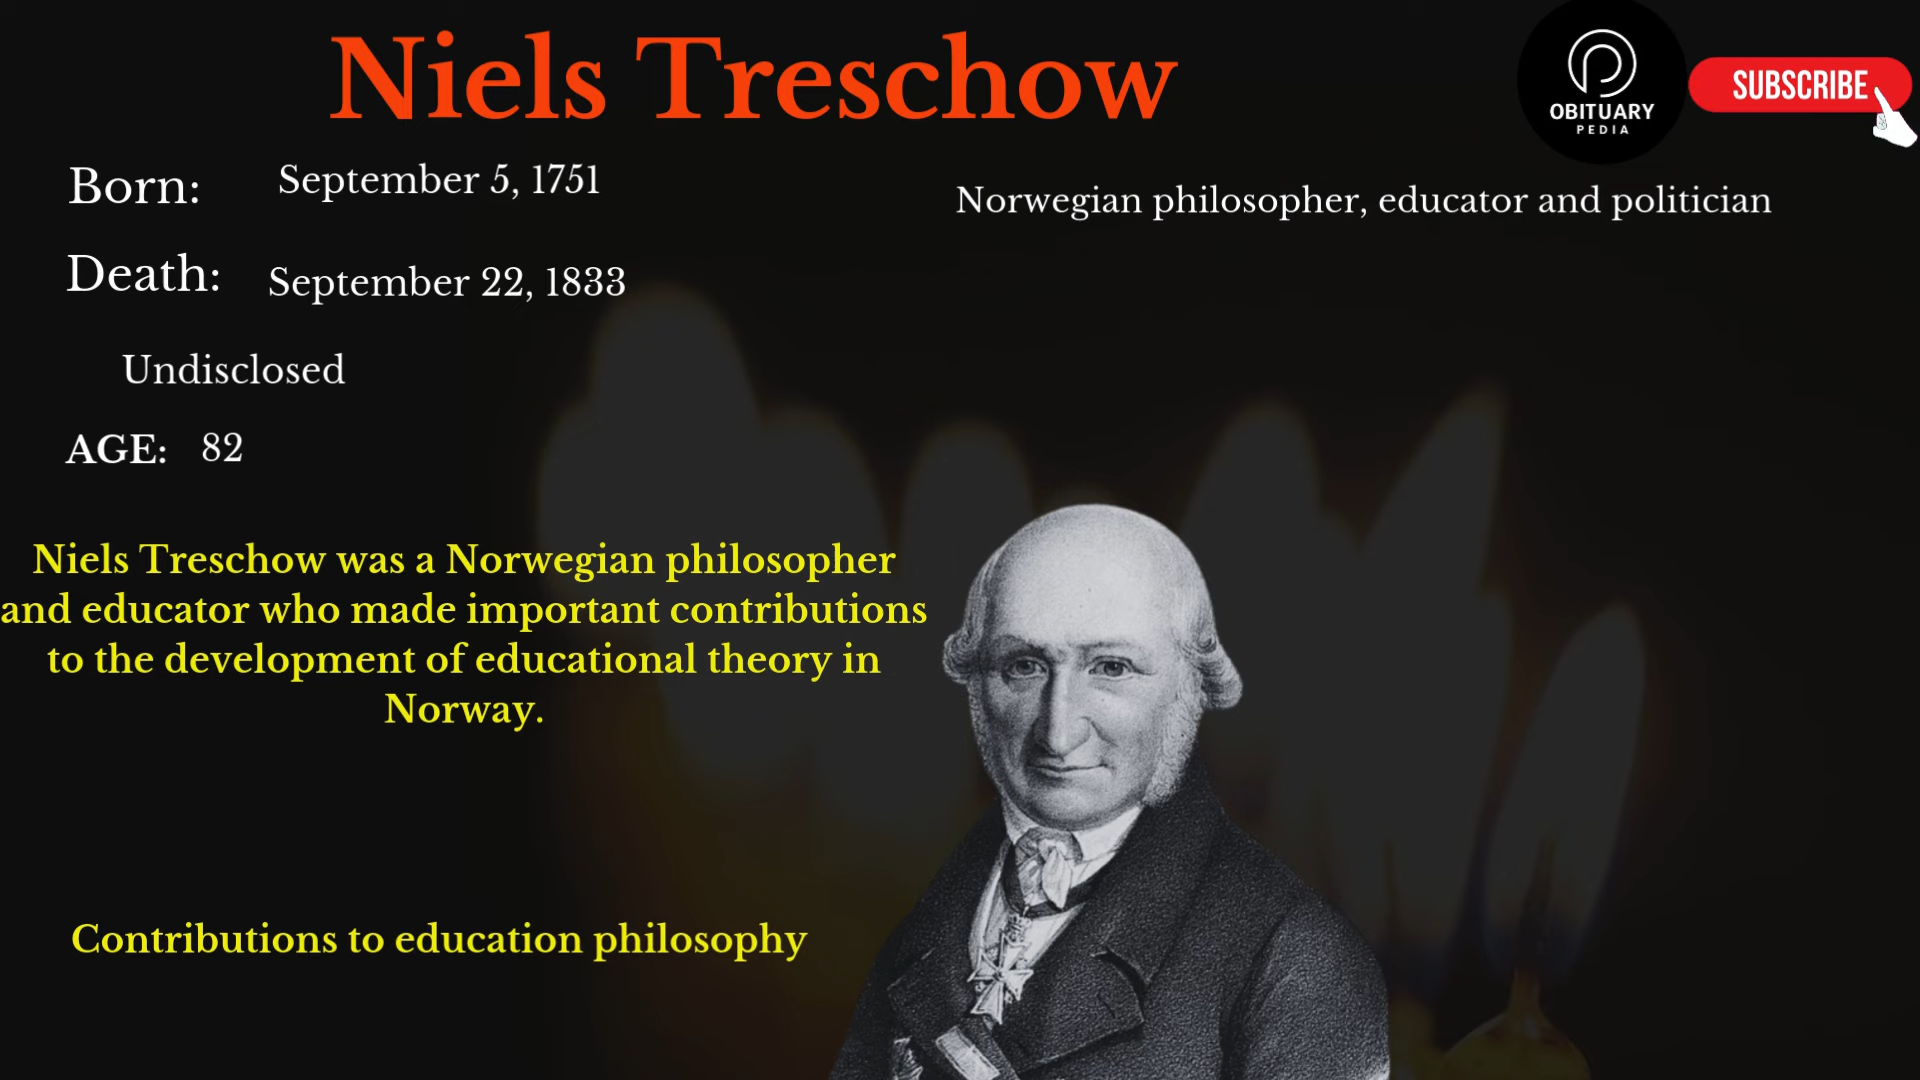 Niels Treschow
OBITUARY
PEDIA
SUBSCRIBE
Born: September 5, 1751
Norwegian philosopher, educator and politician
Death: September 22, 1833
Undisclosed
AGE: 82
Niels Treschow was a Norwegian philosopher
and educator who made important contributions
to the development of educational theory in
Norway.
Contributions to education philosophy